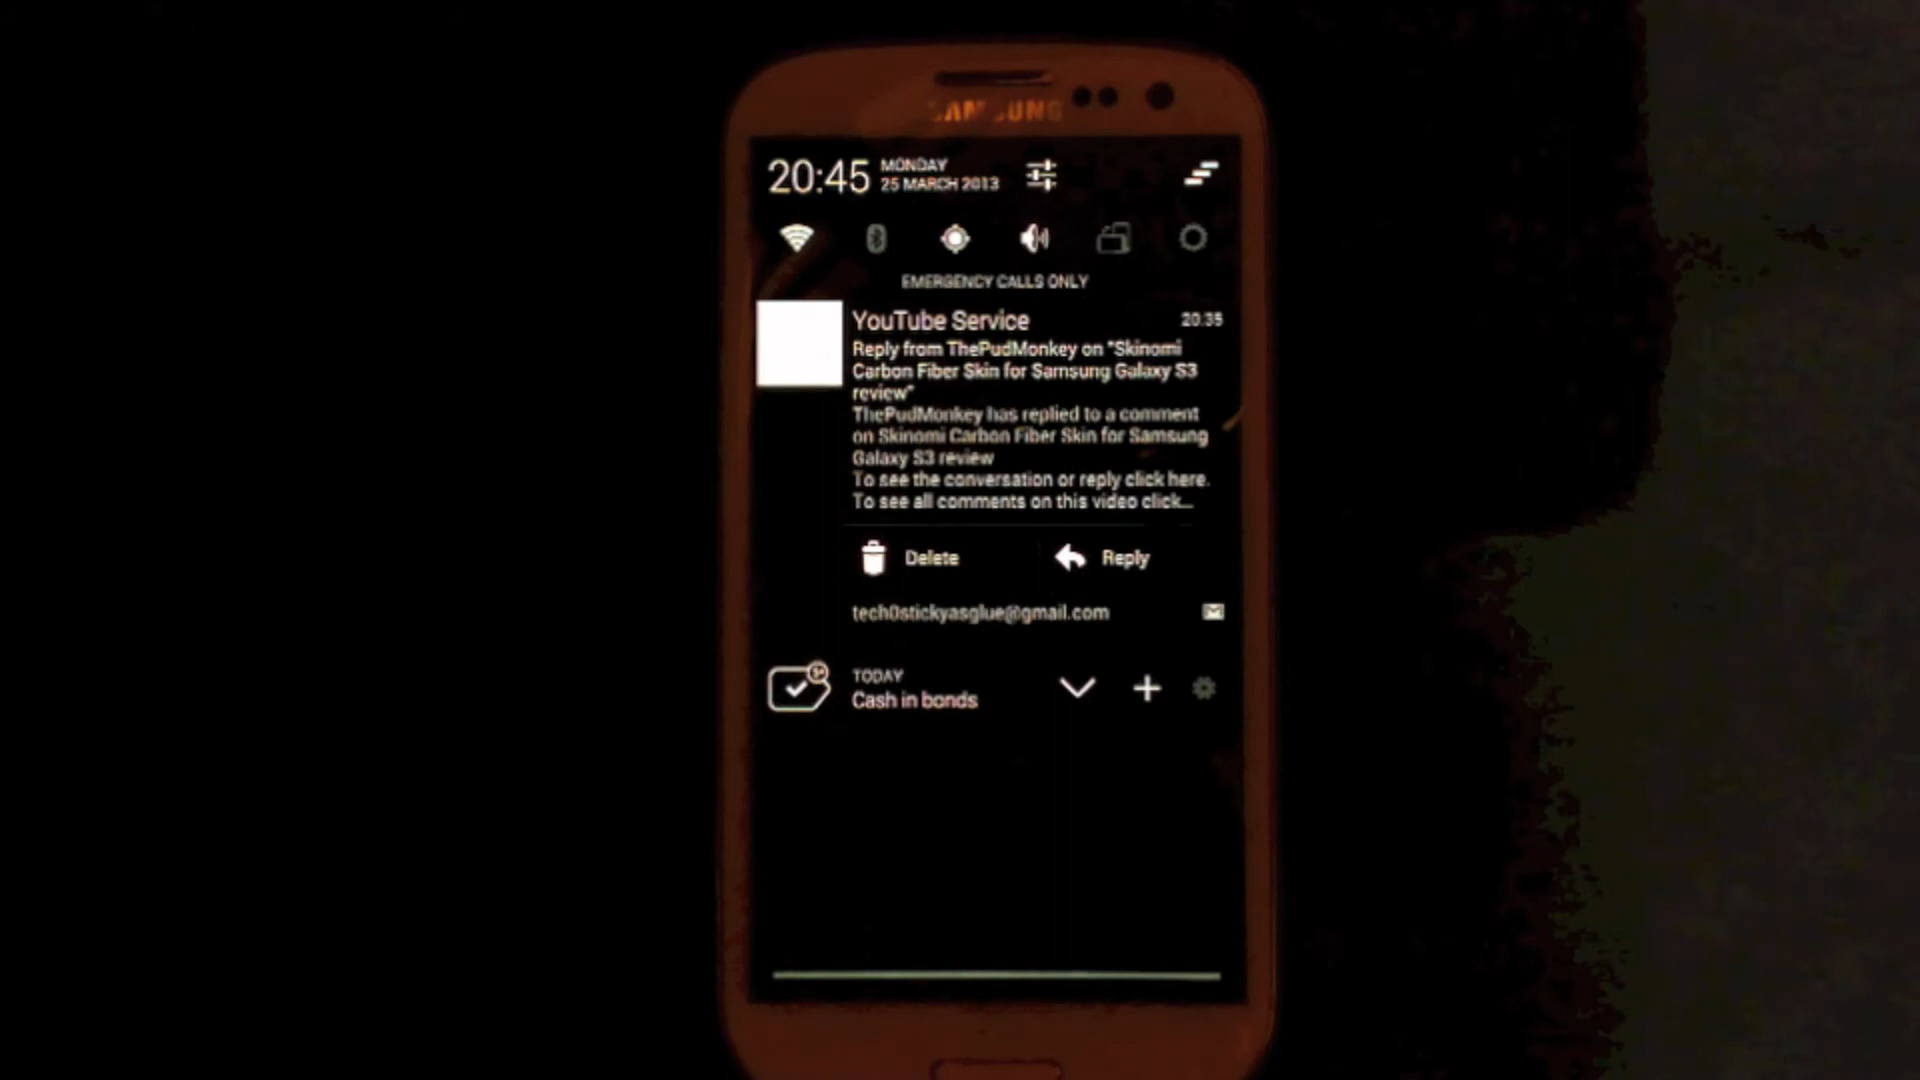 SAMSUNG
20:45
MONDAY
25 MARCH 2013
EMERGENCY CALLS ONLY
YouTube Service 20:35
Reply from ThePudMonkey on "Skinomi
Carbon Fiber Skin for Samsung Galaxy S3
review"
ThePudMonkey has replied to a comment
on Skinomi Carbon Fiber Skin for Samsung
Galaxy S3 review
To see the conversation or reply click here.
To see all comments on this video click...
Delete Reply
tech0stickyasglue@gmail.com
TODAY
Cash in bonds